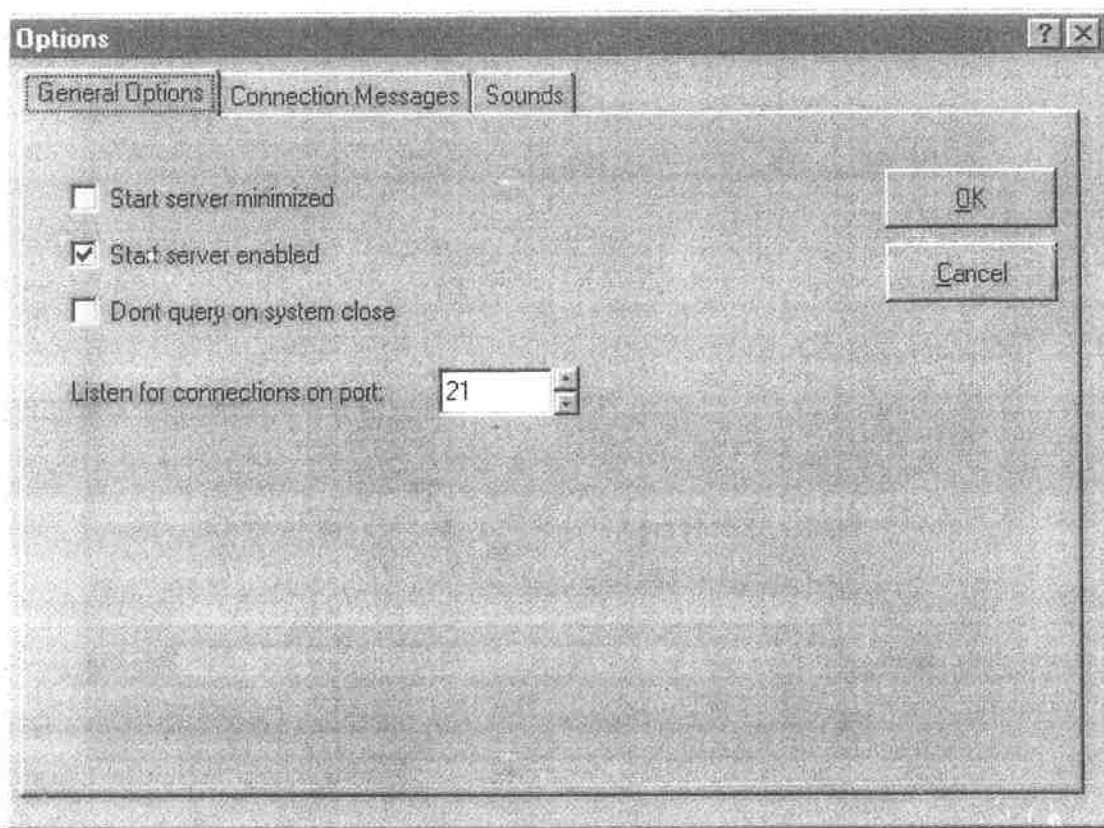 Options
General Options Connection Messages Sounds
Start server minimized
OK
Start server enabled
Cancel
Dont query on system close
Listen for connections on port: 21